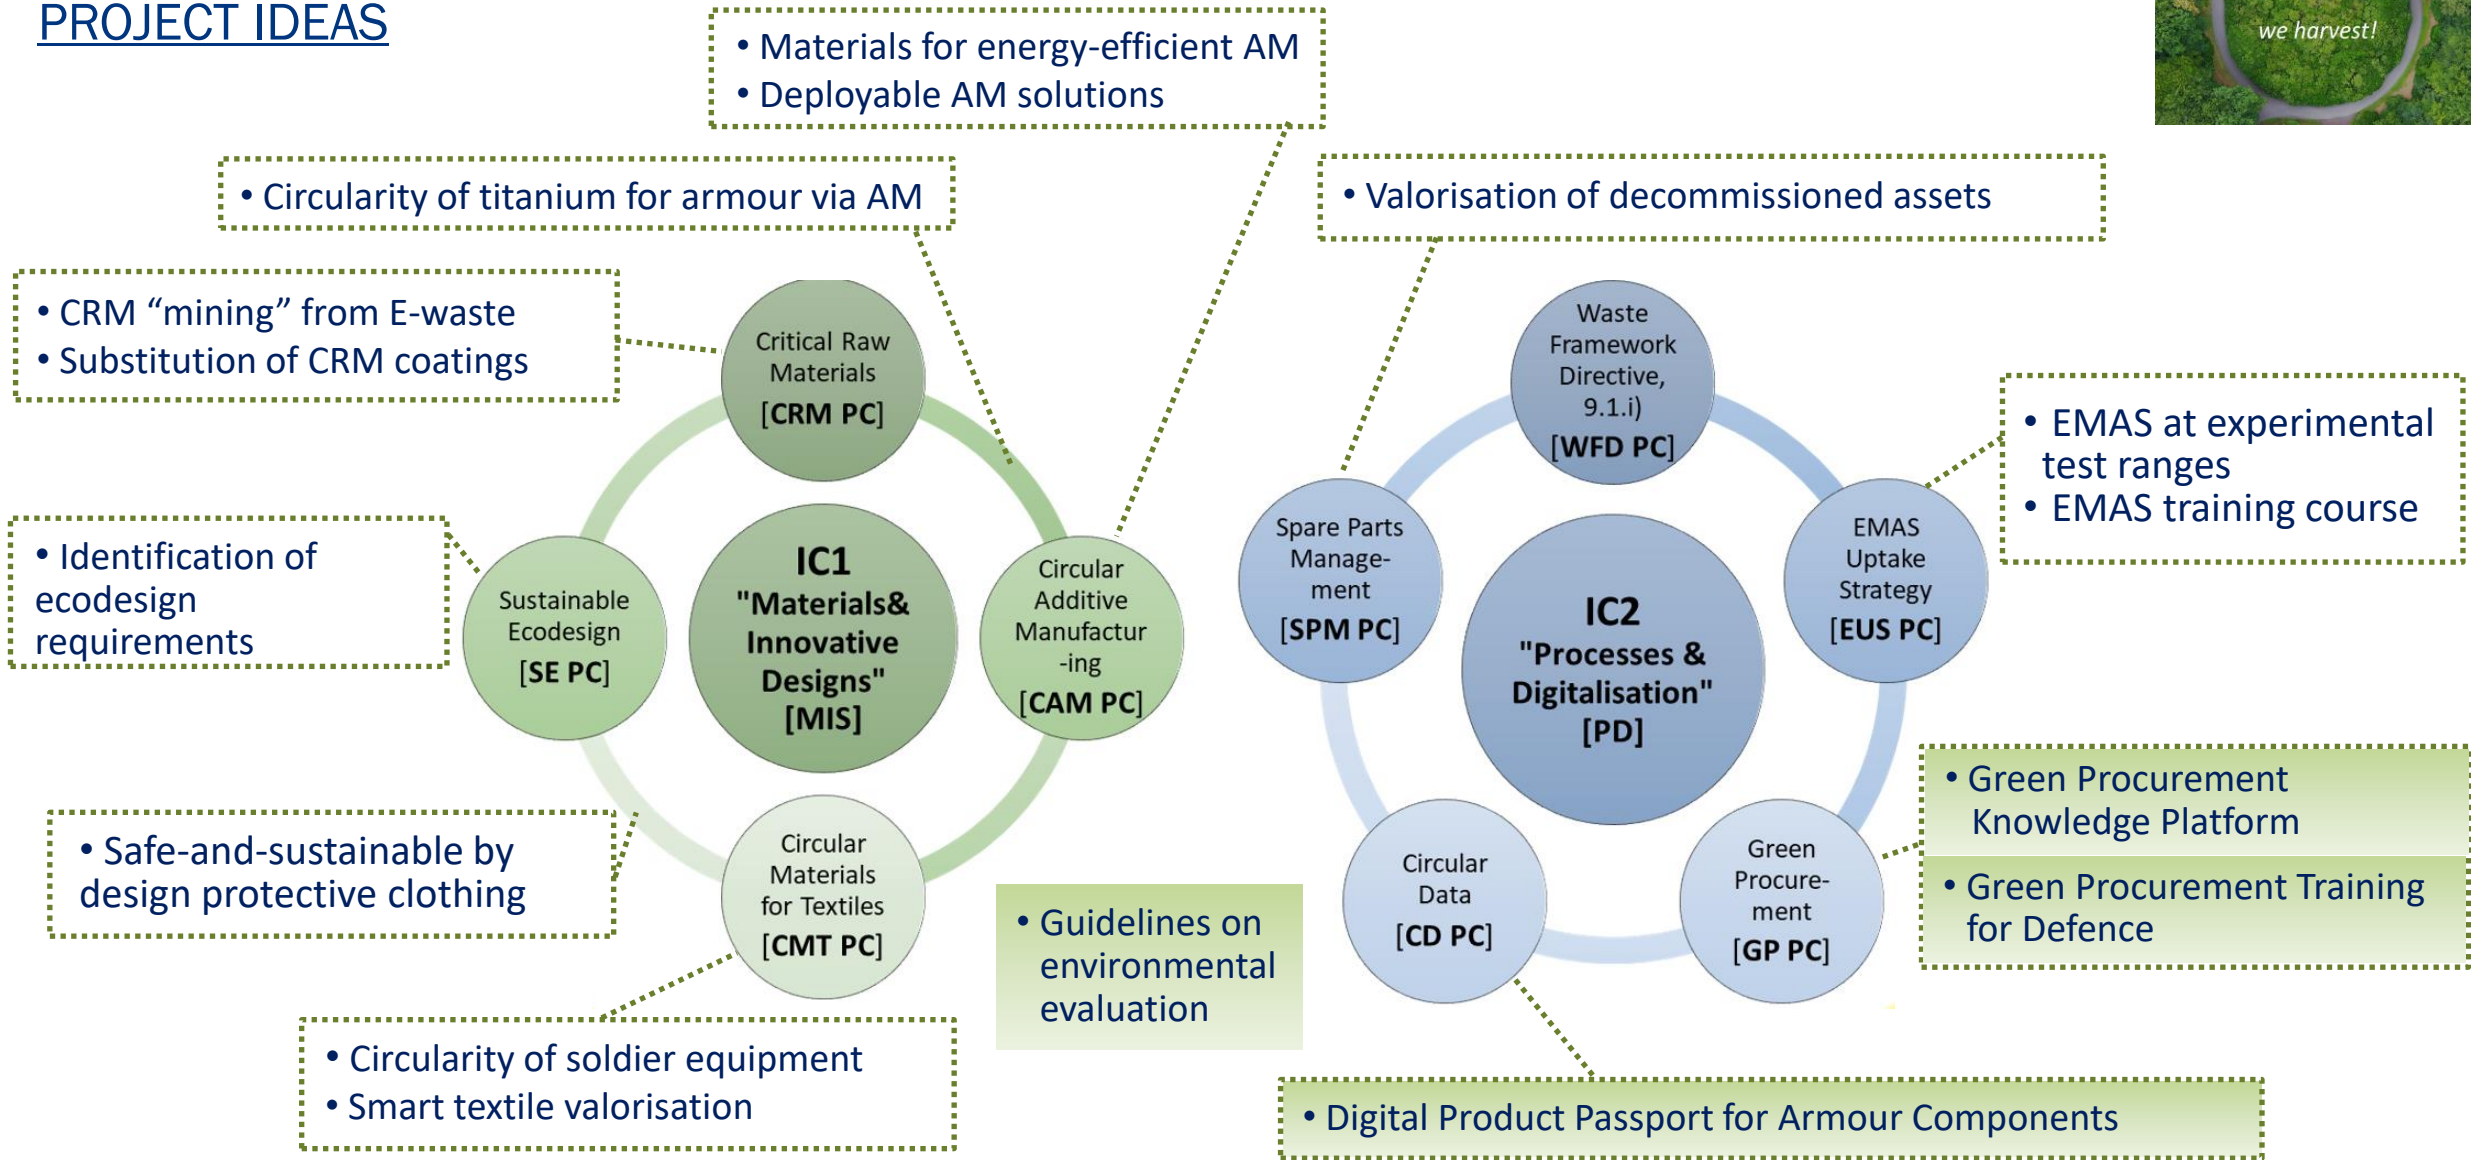 PROJECT IDEAS
we harvest!
• Materials for energy-efficient AM
• Deployable AM solutions
• Circularity of titanium for armour via AM
• Valorisation of decommissioned assets
• CRM “mining” from E-waste
• Substitution of CRM coatings
Critical Raw
Materials
[CRM PC]
Waste
Framework
Directive,
9.1.i)
[WFD PC]
• EMAS at experimental
test ranges
• EMAS training course
• Identification of
ecodesign
requirements
Sustainable
Ecodesign
[SE PC]
IC1
"Materials&
Innovative
Designs"
[MIS]
Circular
Additive
Manufactur
-ing
[CAM PC]
Spare Parts
Manage-
ment
[SPM PC]
IC2
"Processes &
Digitalisation"
[PD]
EMAS
Uptake
Strategy
[EUS PC]
• Safe-and-sustainable by
design protective clothing
Circular
Materials
for Textiles
[CMT PC]
• Guidelines on
environmental
evaluation
Circular
Data
[CD PC]
Green
Procure-
ment
[GP PC]
• Green Procurement
Knowledge Platform
• Green Procurement Training
for Defence
• Circularity of soldier equipment
• Smart textile valorisation
• Digital Product Passport for Armour Components